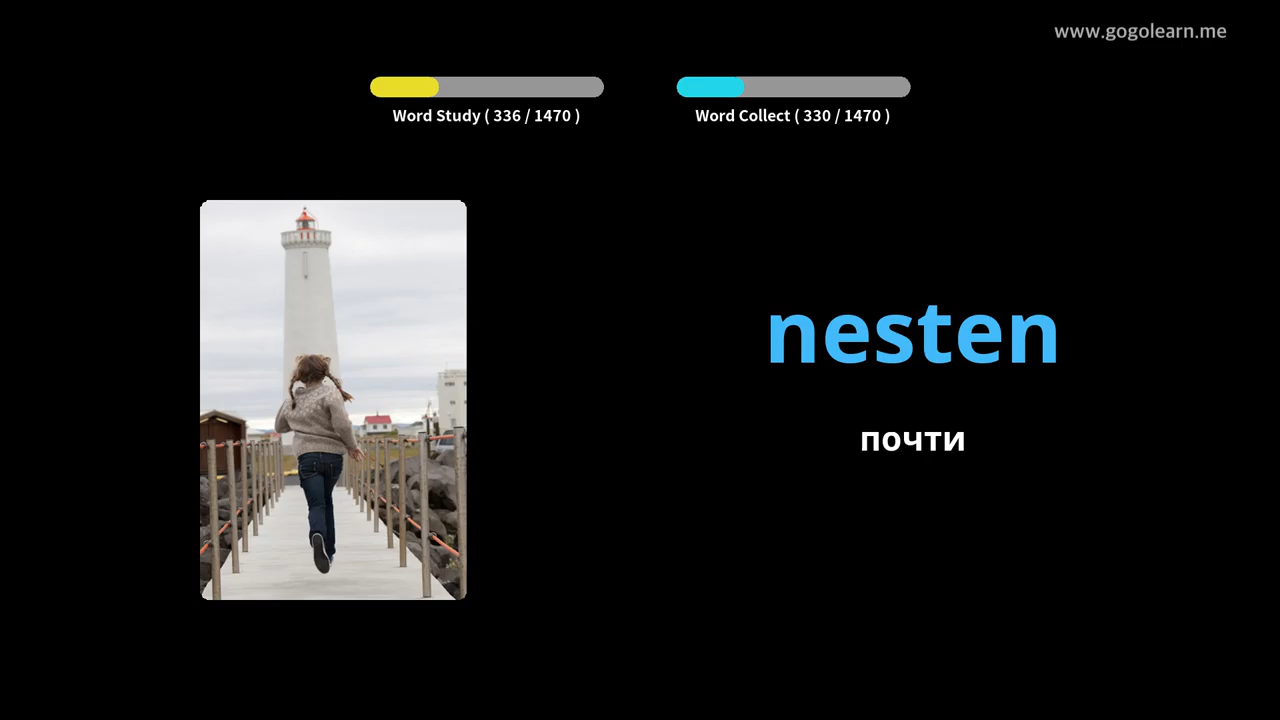 www.gogolearn.me
Word Study ( 336 / 1470 )
Word Collect ( 330 / 1470 )
nesten
почти